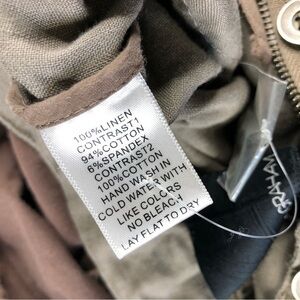 100%LINEN
CONTRAST1
94%COTTON
6%SPANDEX
CONTRAST2
100%COTTON
HAND WASH IN
COLD WATER WITH
LIKE COLORS
NO BLEACH
LAY FLAT TO DRY
GRAHAM